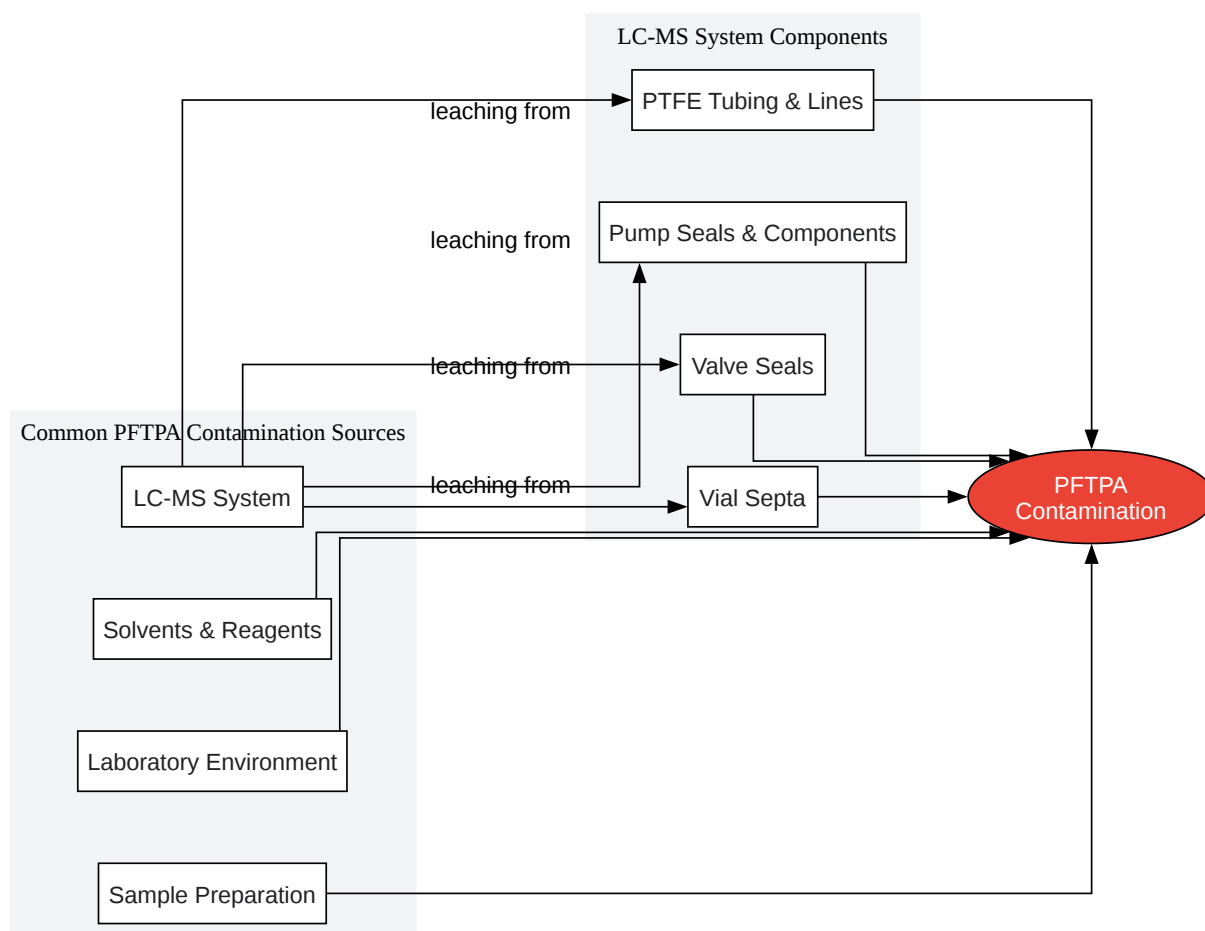 LC-MS System Components
PTFE Tubing & Lines
leaching from
Pump Seals & Components
leaching from
Valve Seals
leaching from
Common PFTPA Contamination Sources
LC-MS System
leaching from
Vial Septa
PFTPA
Contamination
Solvents & Reagents
Laboratory Environment
Sample Preparation